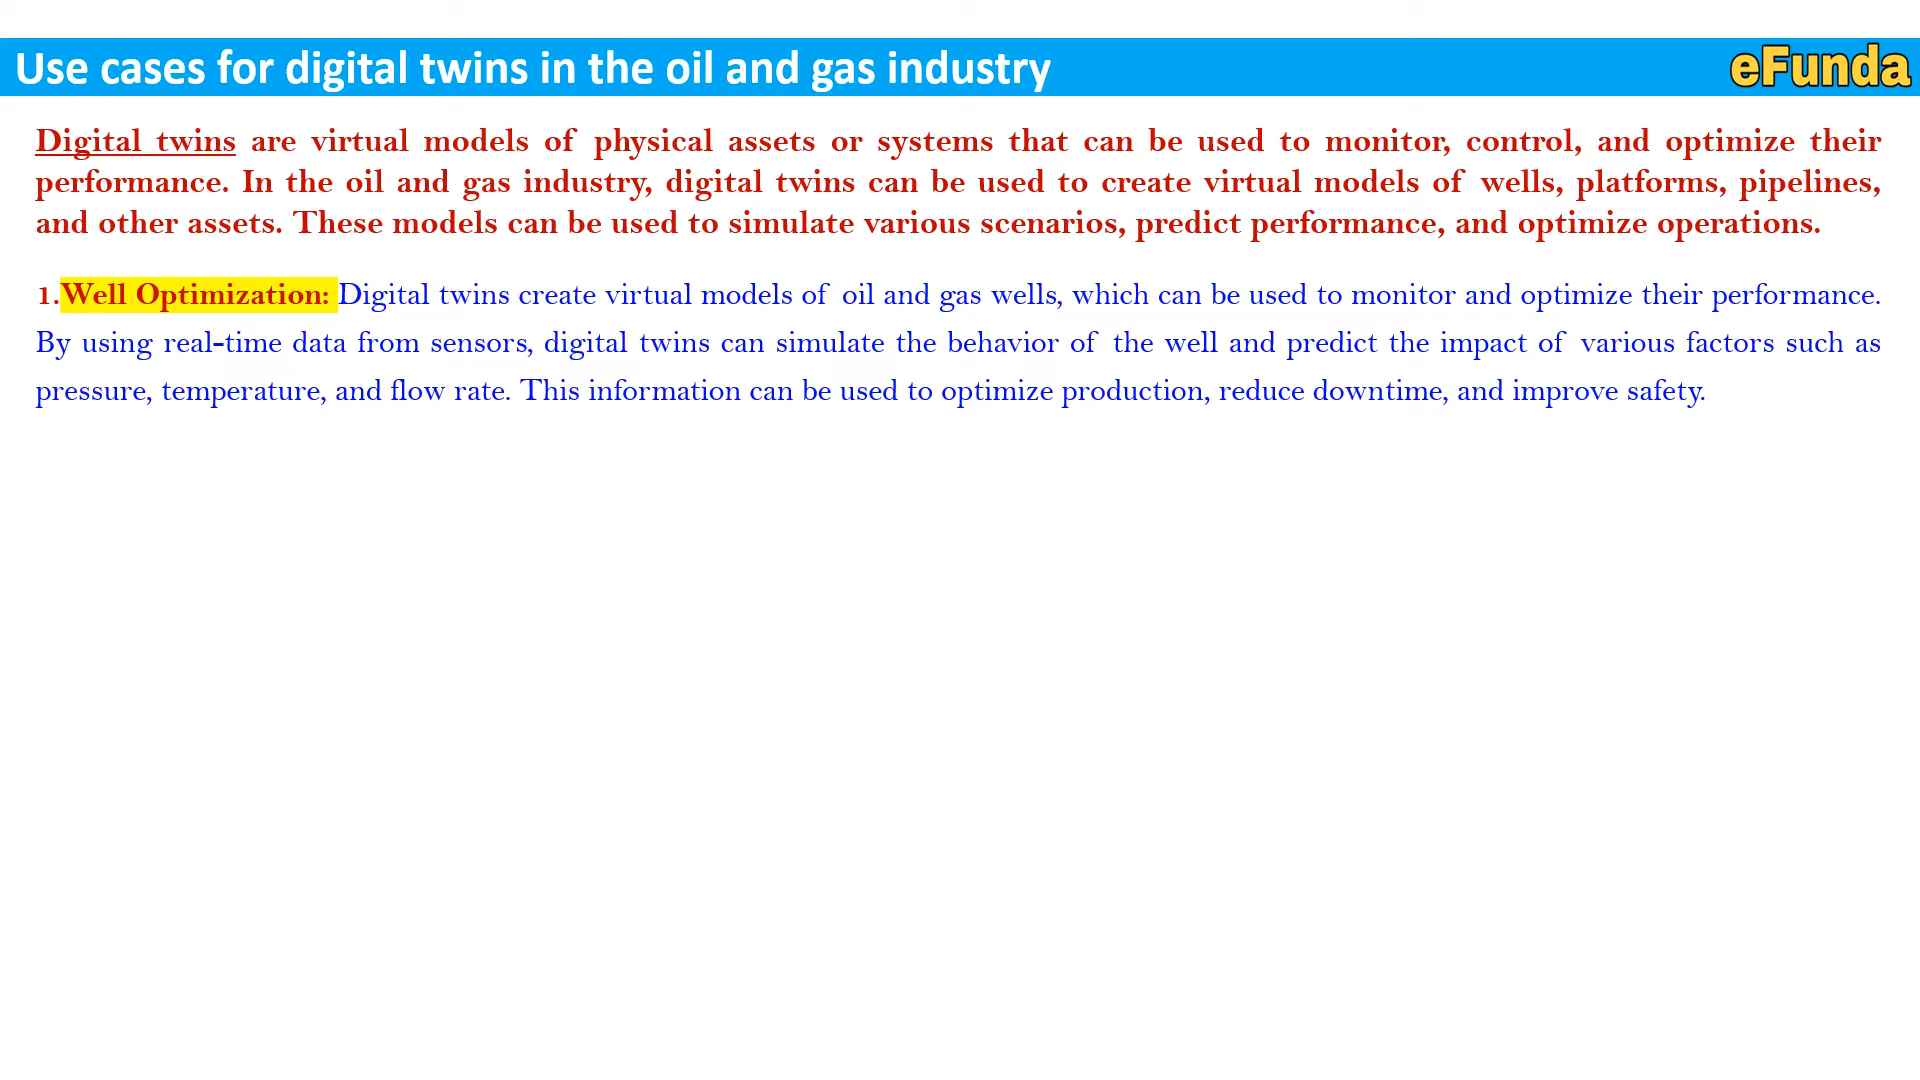 Use cases for digital twins in the oil and gas industry
eFunda
Digital twins are virtual models of physical assets or systems that can be used to monitor, control, and optimize their
performance. In the oil and gas industry, digital twins can be used to create virtual models of wells, platforms, pipelines,
and other assets. These models can be used to simulate various scenarios, predict performance, and optimize operations.
1.Well Optimization: Digital twins create virtual models of oil and gas wells, which can be used to monitor and optimize their performance.
By using real-time data from sensors, digital twins can simulate the behavior of the well and predict the impact of various factors such as
pressure, temperature, and flow rate. This information can be used to optimize production, reduce downtime, and improve safety.